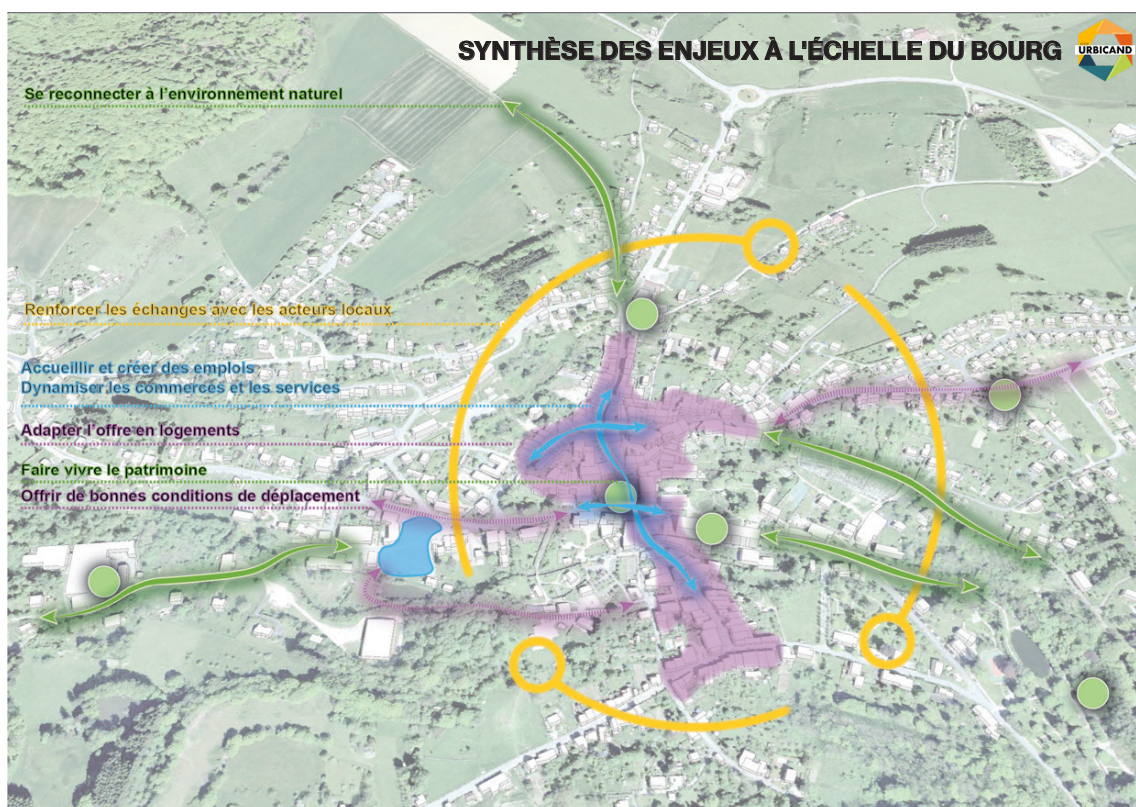 SYNTHÈSE DES ENJEUX À L'ÉCHELLE DU BOURG
URBICAND
Se reconnecter à l'environnement naturel
Renforcer les échanges avec les acteurs locaux
Accueillir et créer des emplois
Dynamiser les commerces et les services
Adapter l'offre en logements
Faire vivre le patrimoine
Offrir de bonnes conditions de déplacement